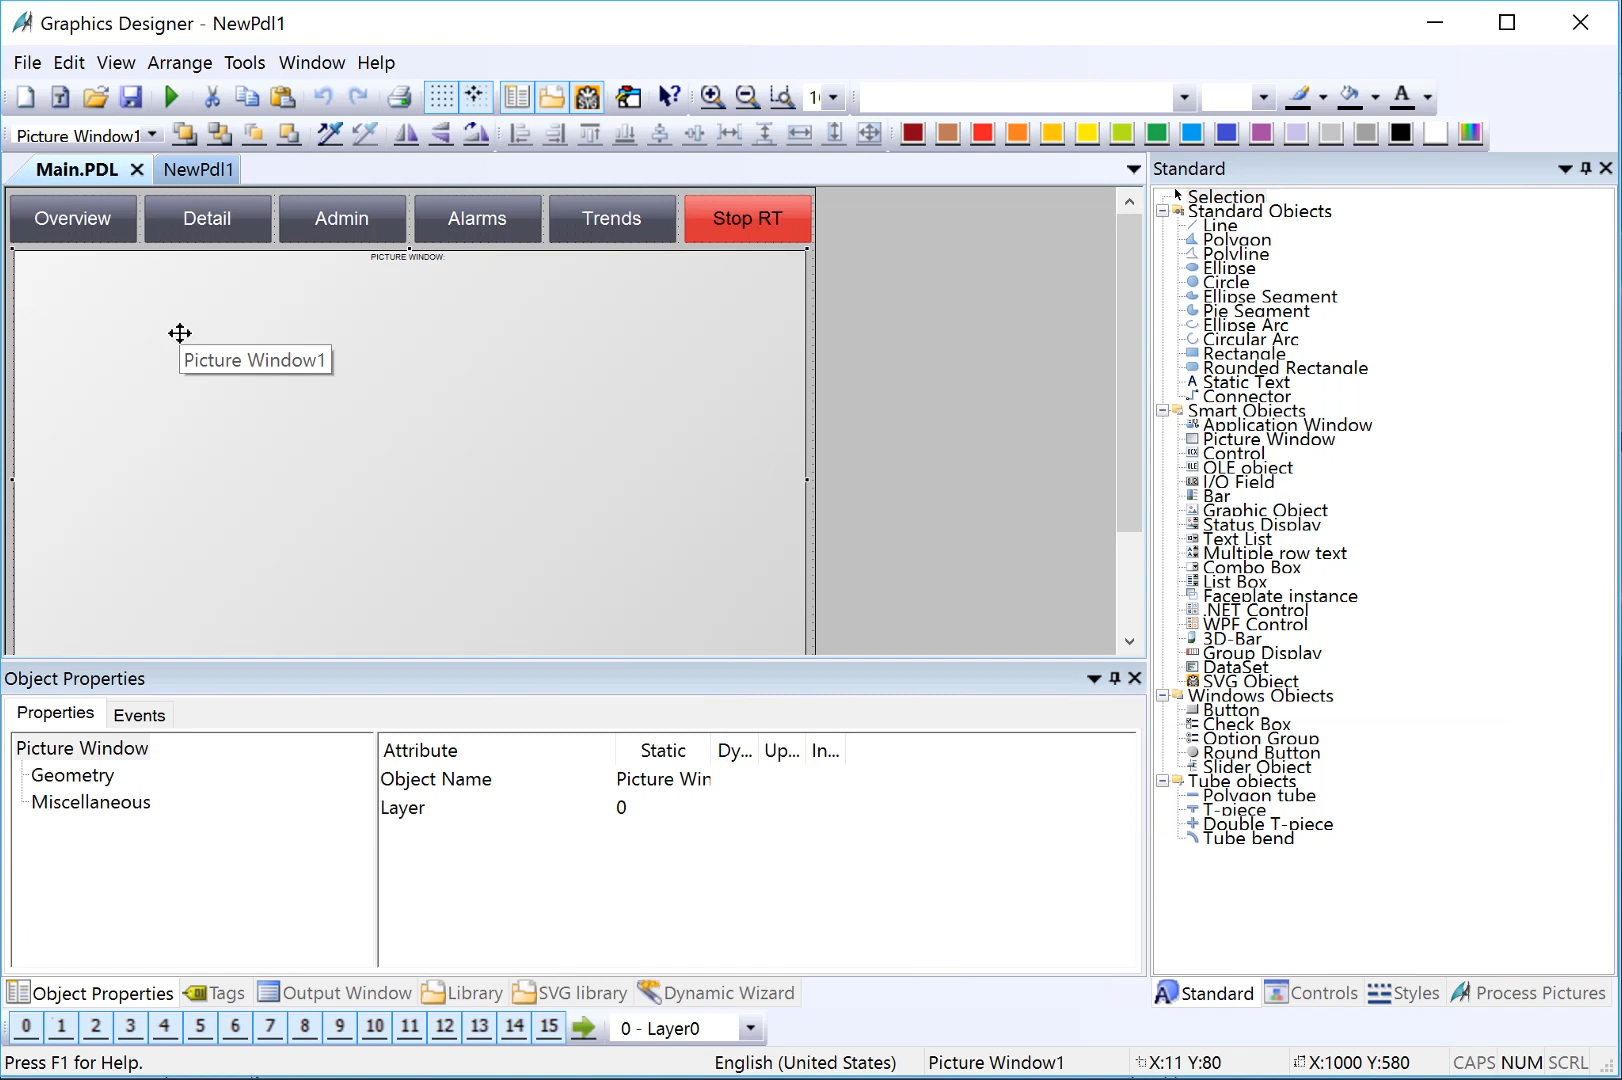 Graphics Designer - NewPdl1
File Edit View Arrange Tools Window Help
Picture Window1
Main.PDL NewPdl1
Overview Detail Admin Alarms Trends Stop RT
PICTURE WINDOW:
Picture Window1
Standard
Selection
Standard Objects
Line
Polygon
Polyline
Ellipse
Circle
Ellipse Segment
Pie Segment
Ellipse Arc
Circular Arc
Rectangle
Rounded Rectangle
Static Text
Connector
Smart Objects
Application Window
Picture Window
Control
OLE object
I/O Field
Bar
Graphic Object
Status Display
Text List
Multiple row text
Combo Box
List Box
Faceplate instance
.NET Control
WPF Control
3D-Bar
Group Display
DataSet
SVG Object
Windows Objects
Button
Check Box
Option Group
Round Button
Slider Object
Tube objects
Polygon tube
T-piece
Double T-piece
Tube bend
Object Properties
Properties Events
Picture Window
Geometry
Miscellaneous
Attribute Static Dy... Up... In...
Object Name Picture Win
Layer 0
Object Properties Tags Output Window Library SVG library Dynamic Wizard
Standard Controls Styles Process Pictures
0 1 2 3 4 5 6 7 8 9 10 11 12 13 14 15 0 - Layer0
Press F1 for Help. English (United States) Picture Window1 X:11 Y:80 X:1000 Y:580 CAPS NUM SCRL